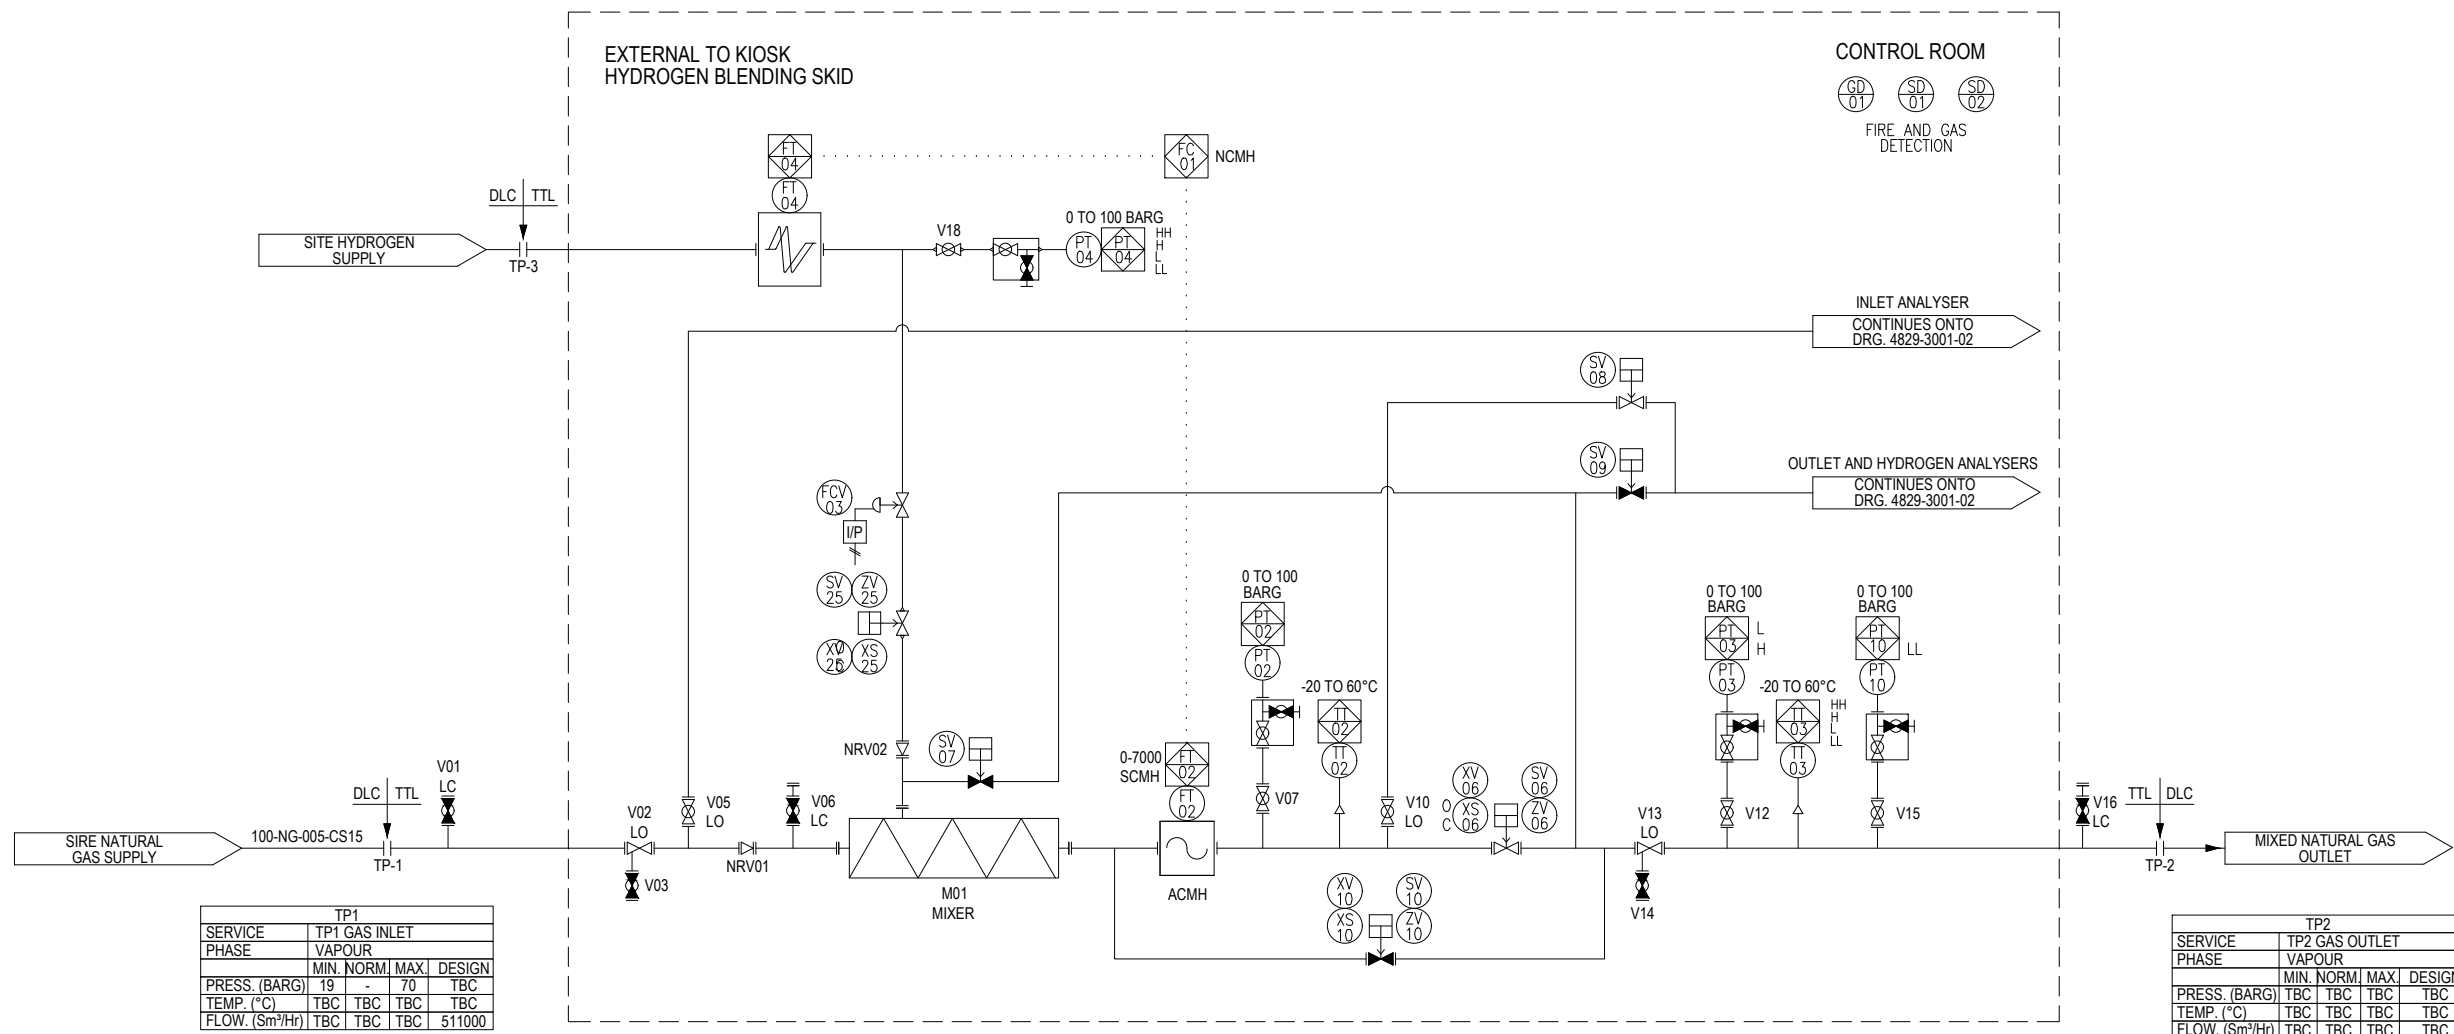 EXTERNAL TO KIOSK
HYDROGEN BLENDING SKID
CONTROL ROOM
GD
01
SD
01
SD
02
FIRE AND GAS
DETECTION
FT
04
FT
04
FC
01
NCMH
DLC TTL
SITE HYDROGEN
SUPPLY
TP-3
V18
0 TO 100 BARG
PT
04
PT
04
HH
H
L
LL
INLET ANALYSER
CONTINUES ONTO
DRG. 4829-3001-02
SV
08
SV
09
OUTLET AND HYDROGEN ANALYSERS
CONTINUES ONTO
DRG. 4829-3001-02
FCV
03
I/P
SV
25
ZV
25
XS
25
NRV02
SV
07
0-7000
SCMH
FT
02
FT
02
ACMH
0 TO 100
BARG
PT
02
PT
02
V07
-20 TO 60°C
TT
02
TT
02
V10
LO
XV
06
XS
06
O
C
SV
06
ZV
06
0 TO 100
BARG
PT
03
L
H
PT
03
V12
-20 TO 60°C
TT
03
HH
H
L
LL
TT
03
0 TO 100
BARG
PT
10
LL
PT
10
V15
V13
LO
V14
V16
LC
TTL DLC
TP-2
MIXED NATURAL GAS
OUTLET
SIRE NATURAL
GAS SUPPLY
100-NG-005-CS15
DLC TTL
TP-1
V01
LC
V02
LO
V03
V05
LO
NRV01
V06
LC
M01
MIXER
XV
10
XS
10
SV
10
ZV
10
TP1
SERVICE TP1 GAS INLET
PHASE VAPOUR
MIN. NORM. MAX. DESIGN
PRESS. (BARG) 19 - 70 TBC
TEMP. (°C) TBC TBC TBC TBC
FLOW. (Sm³/Hr) TBC TBC TBC 511000
TP2
SERVICE TP2 GAS OUTLET
PHASE VAPOUR
MIN. NORM. MAX. DESIGN
PRESS. (BARG) TBC TBC TBC TBC
TEMP. (°C) TBC TBC TBC TBC
FLOW. (Sm³/Hr) TBC TBC TBC TBC